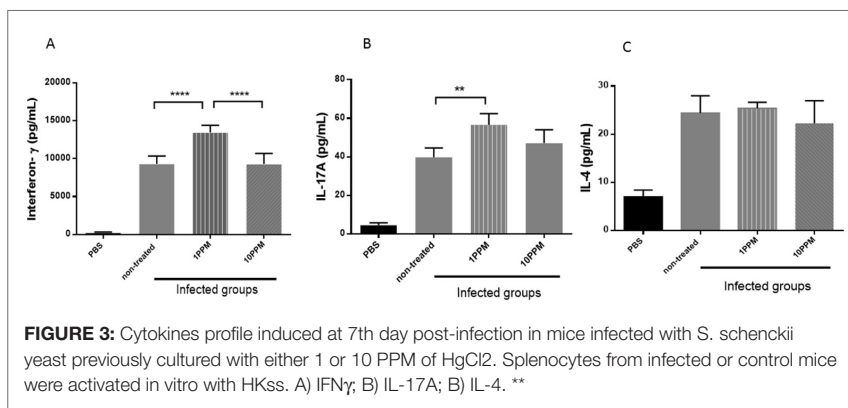 A
B
C
Interferon- γ (pg/mL)
20000
15000
10000
5000
0
****
****
PBS
non-treated
1PPM
10PPM
Infected groups
IL-17A (pg/mL)
80
60
40
20
0
**
PBS
non-treated
1PPM
10PPM
Infected groups
IL-4 (pg/mL)
30
20
10
0
PBS
non-treated
1PPM
10PPM
Infected groups
FIGURE 3: Cytokines profile induced at 7th day post-infection in mice infected with S. schenckii
yeast previously cultured with either 1 or 10 PPM of HgCl2. Splenocytes from infected or control mice
were activated in vitro with HKss. A) IFNγ; B) IL-17A; B) IL-4. **